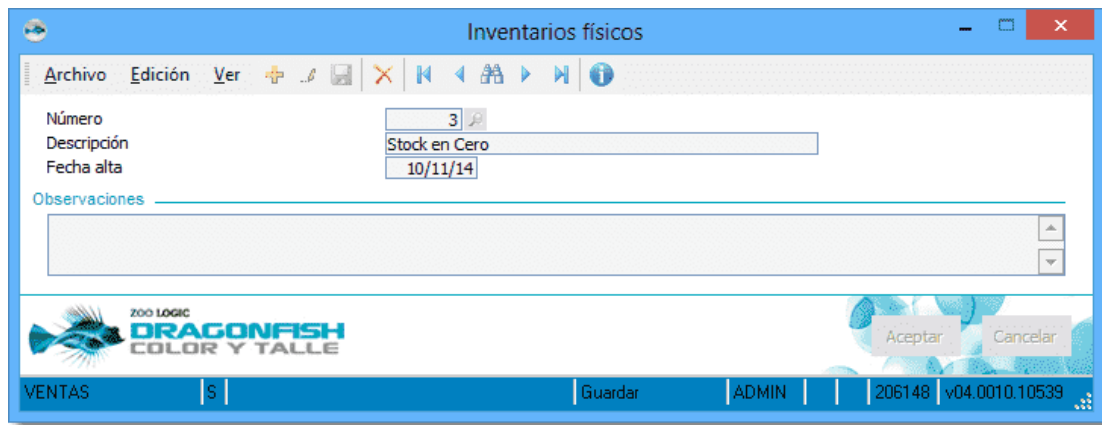 Inventarios físicos
Archivo Edición Ver
Número 3
Descripción Stock en Cero
Fecha alta 10/11/14
Observaciones
ZOO LOGIC
DRAGONFISH
COLOR Y TALLE
Aceptar Cancelar
VENTAS S Guardar ADMIN 206148 v04.0010.10539